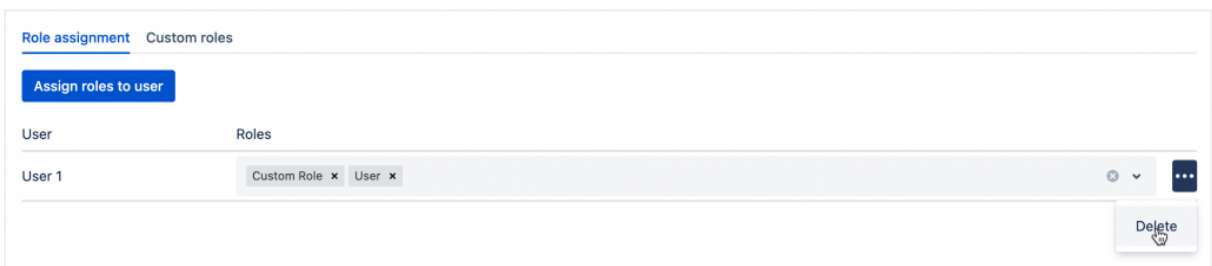 Role assignment Custom roles
Assign roles to user
User Roles
User 1 Custom Role × User ×
Delete